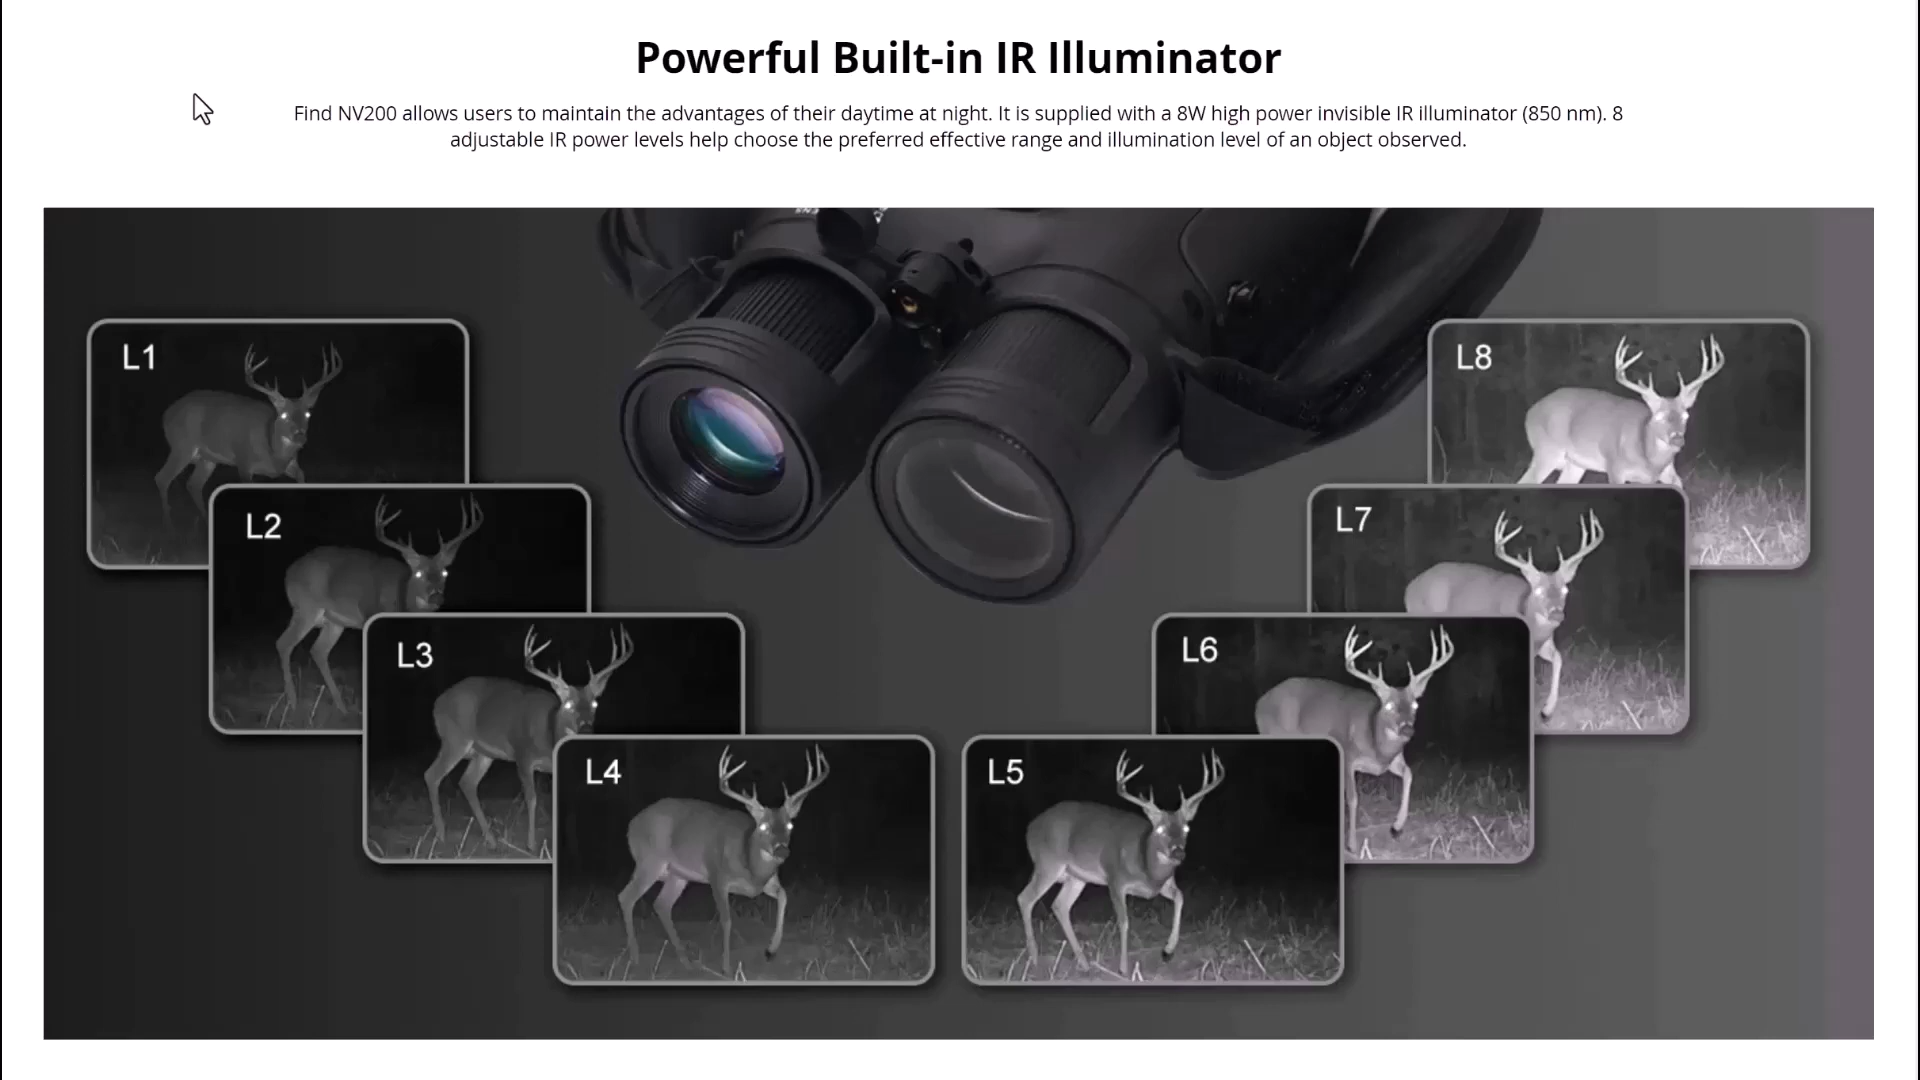 Powerful Built-in IR Illuminator
Find NV200 allows users to maintain the advantages of their daytime at night. It is supplied with a 8W high power invisible IR illuminator (850 nm). 8
adjustable IR power levels help choose the preferred effective range and illumination level of an object observed.
L1
L2
L3
L4
L5
L6
L7
L8